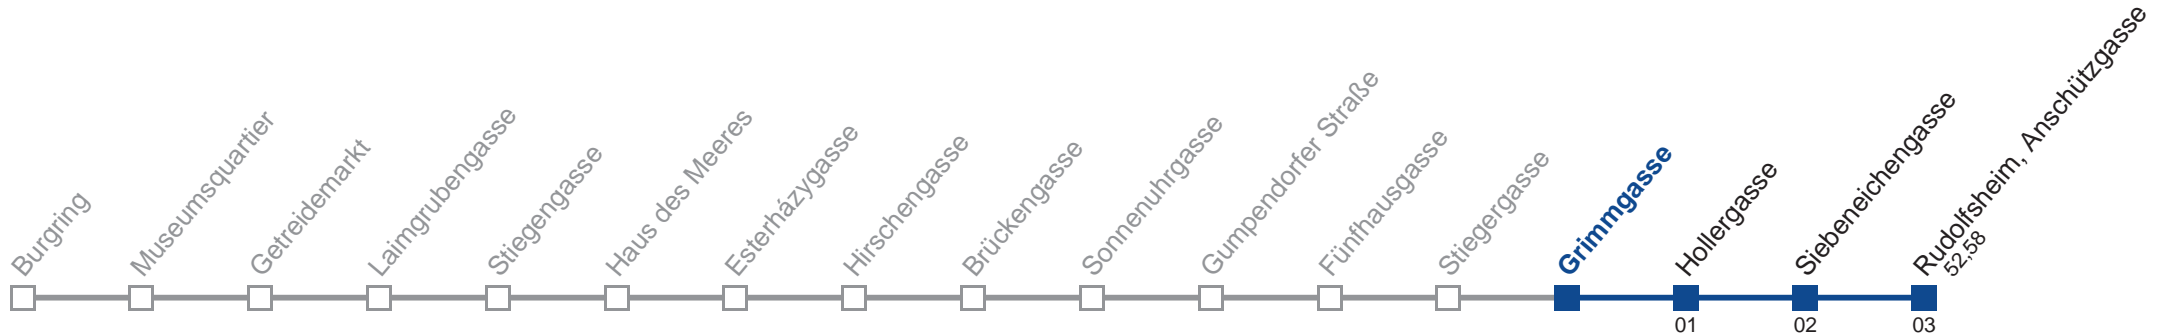 Burgring
Museumsquartier
Getreidemarkt
Laimgrubengasse
Stiegengasse
Haus des Meeres
Esterházygasse
Hirschengasse
Brückengasse
Sonnenuhrgasse
Gumpendorfer Straße
Fünfhausgasse
Stiegergasse
Grimmgasse
Hollergasse
Siebeneichengasse
Rudolfsheim, Anschützgasse
52,58
01
02
03